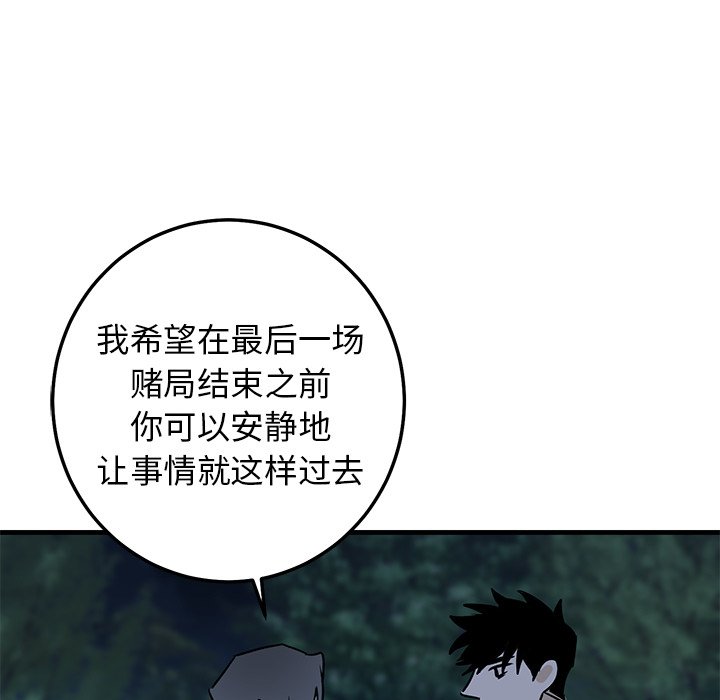 我希望在最后一场
赌局结束之前
你可以安静地
让事情就这样过去